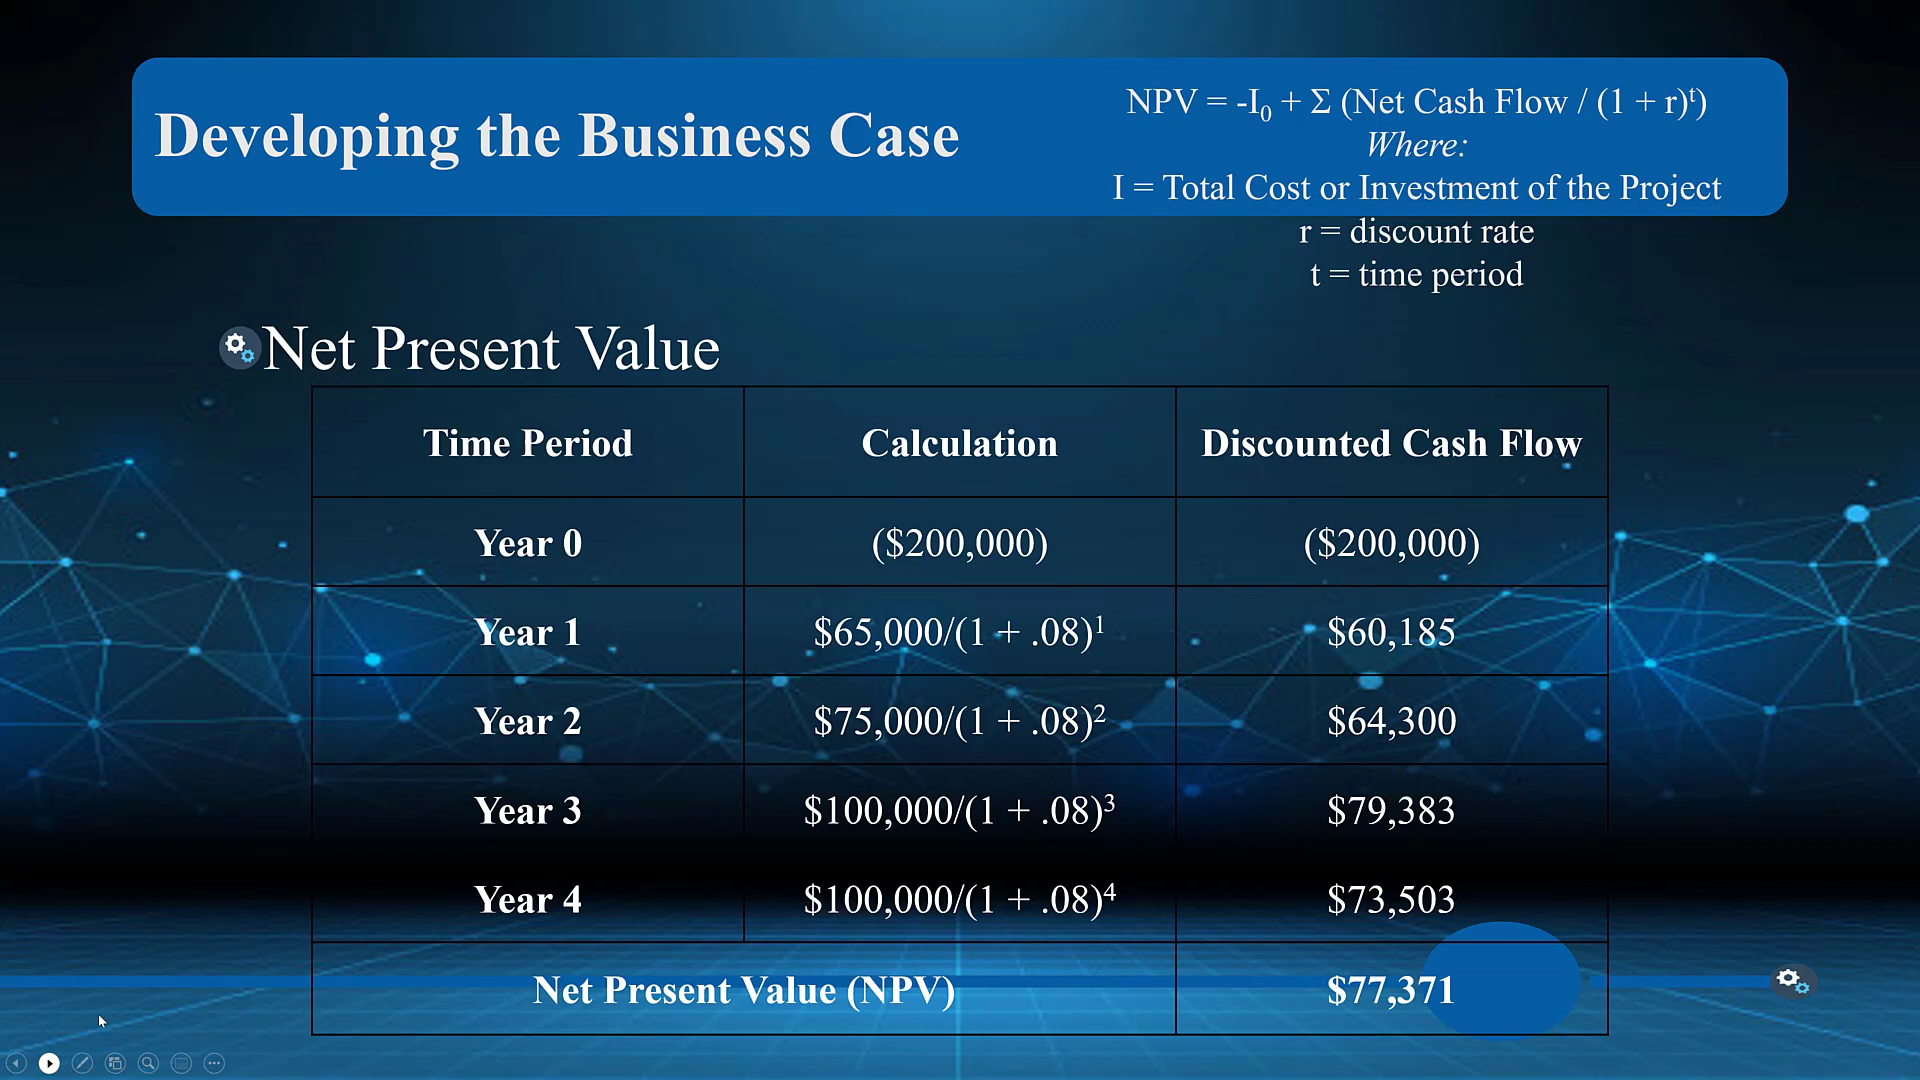 Developing the Business Case
NPV = -I₀ + Σ (Net Cash Flow / (1 + r)ᵗ)
Where:
I = Total Cost or Investment of the Project
r = discount rate
t = time period
Net Present Value
Time Period Calculation Discounted Cash Flow
Year 0 ($200,000) ($200,000)
Year 1 $65,000/(1 + .08)¹ $60,185
Year 2 $75,000/(1 + .08)² $64,300
Year 3 $100,000/(1 + .08)³ $79,383
Year 4 $100,000/(1 + .08)⁴ $73,503
Net Present Value (NPV) $77,371